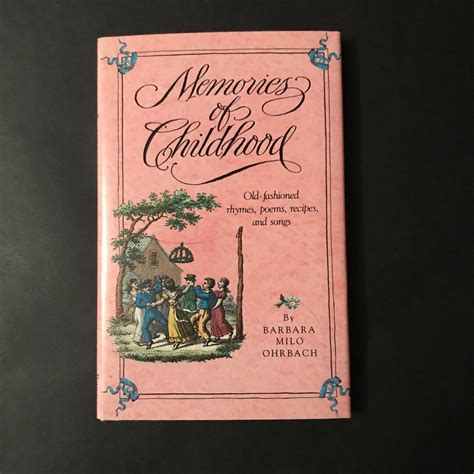 Memories
of
Childhood
Old-fashioned
rhymes, poems, recipes,
and songs
By
BARBARA
MILO
OHRBACH